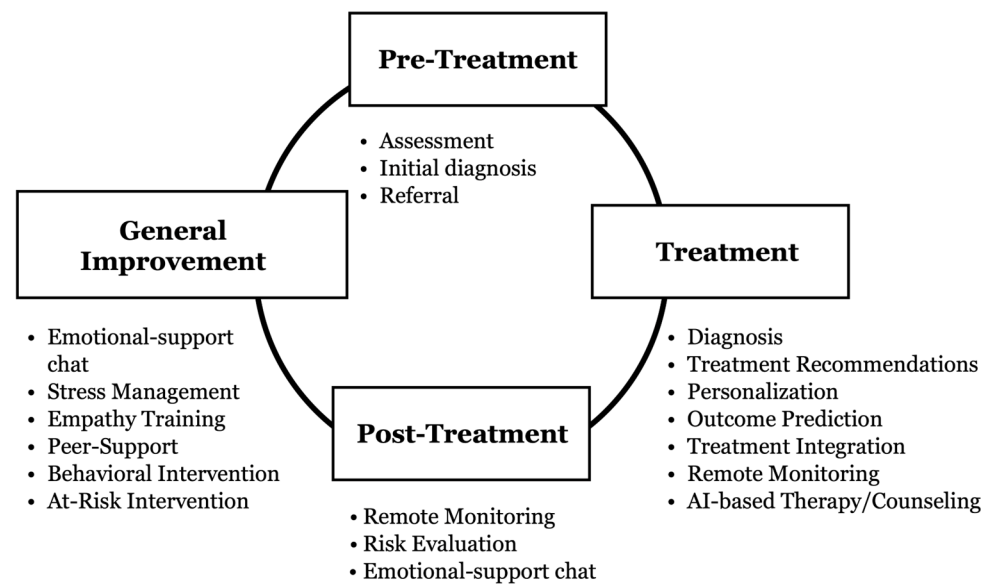 Pre-Treatment
• Assessment
• Initial diagnosis
• Referral
General
Improvement
• Emotional-support
chat
• Stress Management
• Empathy Training
• Peer-Support
• Behavioral Intervention
• At-Risk Intervention
Treatment
• Diagnosis
• Treatment Recommendations
• Personalization
• Outcome Prediction
• Treatment Integration
• Remote Monitoring
• AI-based Therapy/Counseling
Post-Treatment
• Remote Monitoring
• Risk Evaluation
• Emotional-support chat